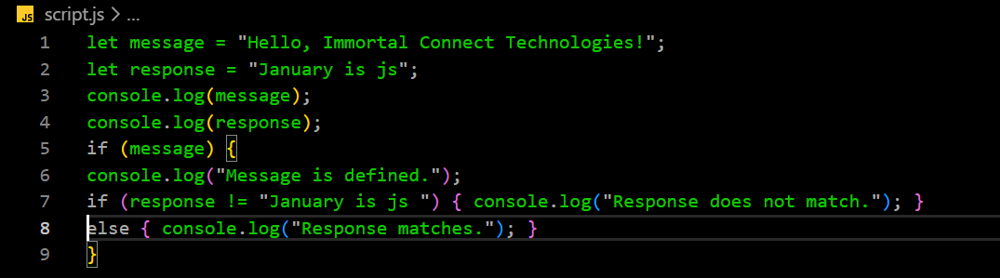 JS script.js > ...
1 let message = "Hello, Immortal Connect Technologies!";
2 let response = "January is js";
3 console.log(message);
4 console.log(response);
5 if (message) {
6 console.log("Message is defined.");
7 if (response != "January is js ") { console.log("Response does not match."); }
8 else { console.log("Response matches."); }
9 }